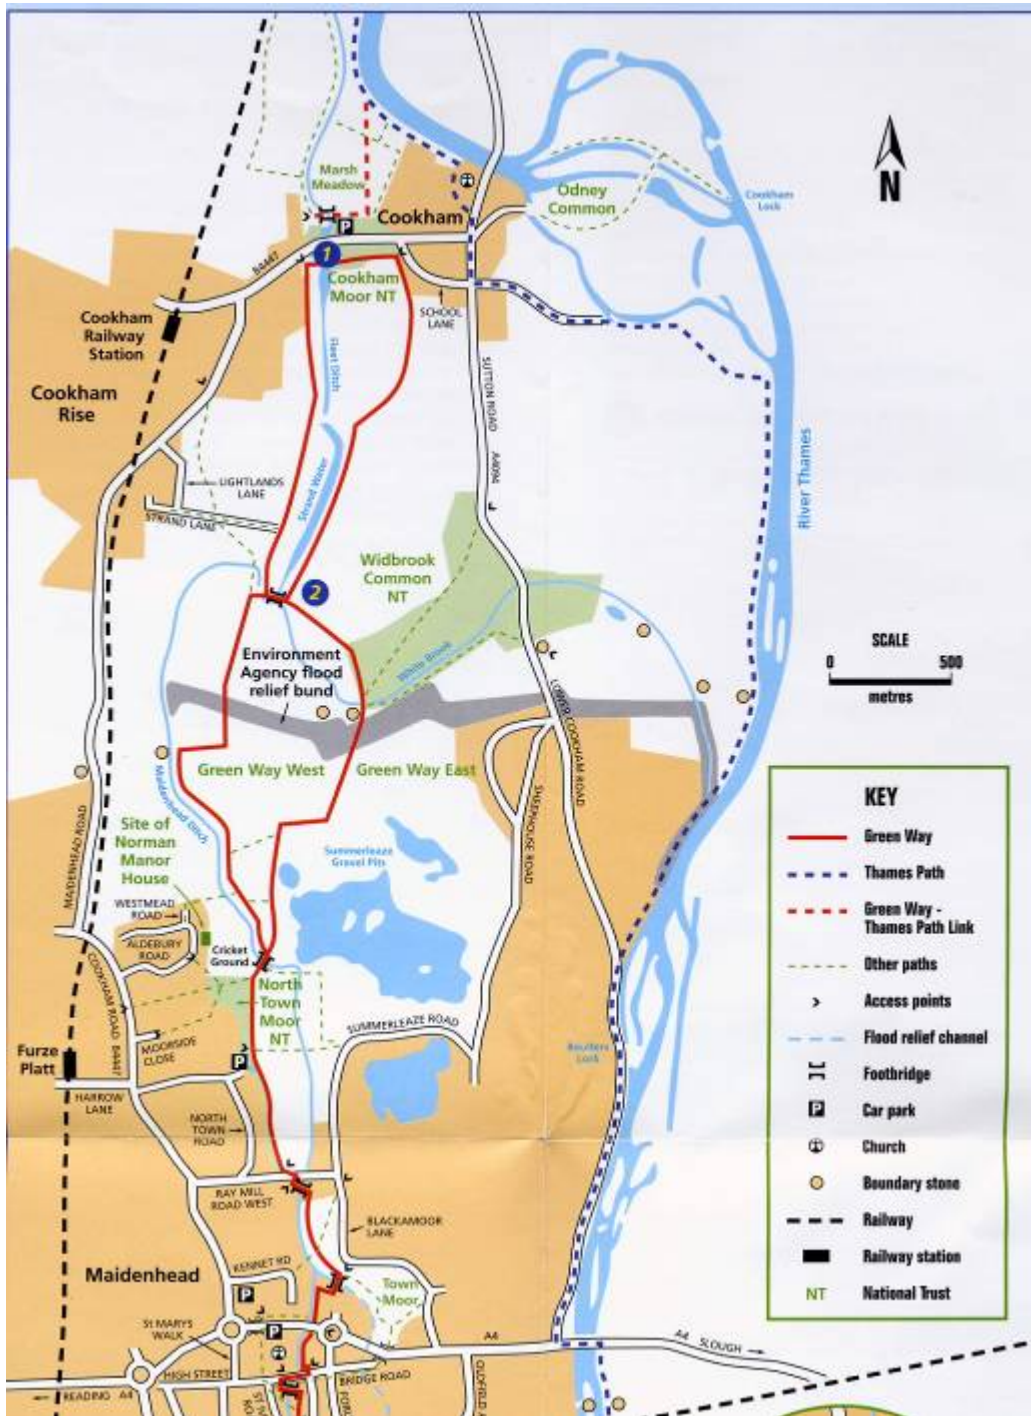 Marsh
Meadow
Cookham
Odney
Common
Cookham
Lock
N
B4447
1
Cookham
Moor NT
SCHOOL
LANE
Cookham
Railway
Station
Fleet Ditch
Cookham
Rise
SUTTON ROAD
A4094
River Thames
LIGHTLANDS
LANE
Strand Water
STRAND LANE
Widbrook
Common
NT
2
Environment
Agency flood
relief bund
White Brook
SCALE
0 500
metres
LOWER COOKHAM ROAD
Green Way West
Green Way East
Maidenhead Ditch
SHEEPHOUSE ROAD
MAIDENHEAD ROAD
Site of
Norman
Manor
House
Summerleaze
Gravel Pits
WESTMEAD
ROAD
ALDEBURY
ROAD
Cricket
Ground
COOKHAM ROAD B4447
North
Town
Moor
NT
SUMMERLEAZE ROAD
MOORSIDE
CLOSE
Furze
Platt
P
Boulters
Lock
HARROW
LANE
NORTH
TOWN
ROAD
RAY MILL
ROAD WEST
BLACKAMOOR
LANE
Maidenhead
KENNET RD
Town
Moor
P
St MARYS
WALK
P
A4
A4 SLOUGH
HIGH STREET
BRIDGE ROAD
READING A4
KEY
Green Way
Thames Path
Green Way -
Thames Path Link
Other paths
Access points
Flood relief channel
Footbridge
P Car park
Church
Boundary stone
Railway
Railway station
NT National Trust